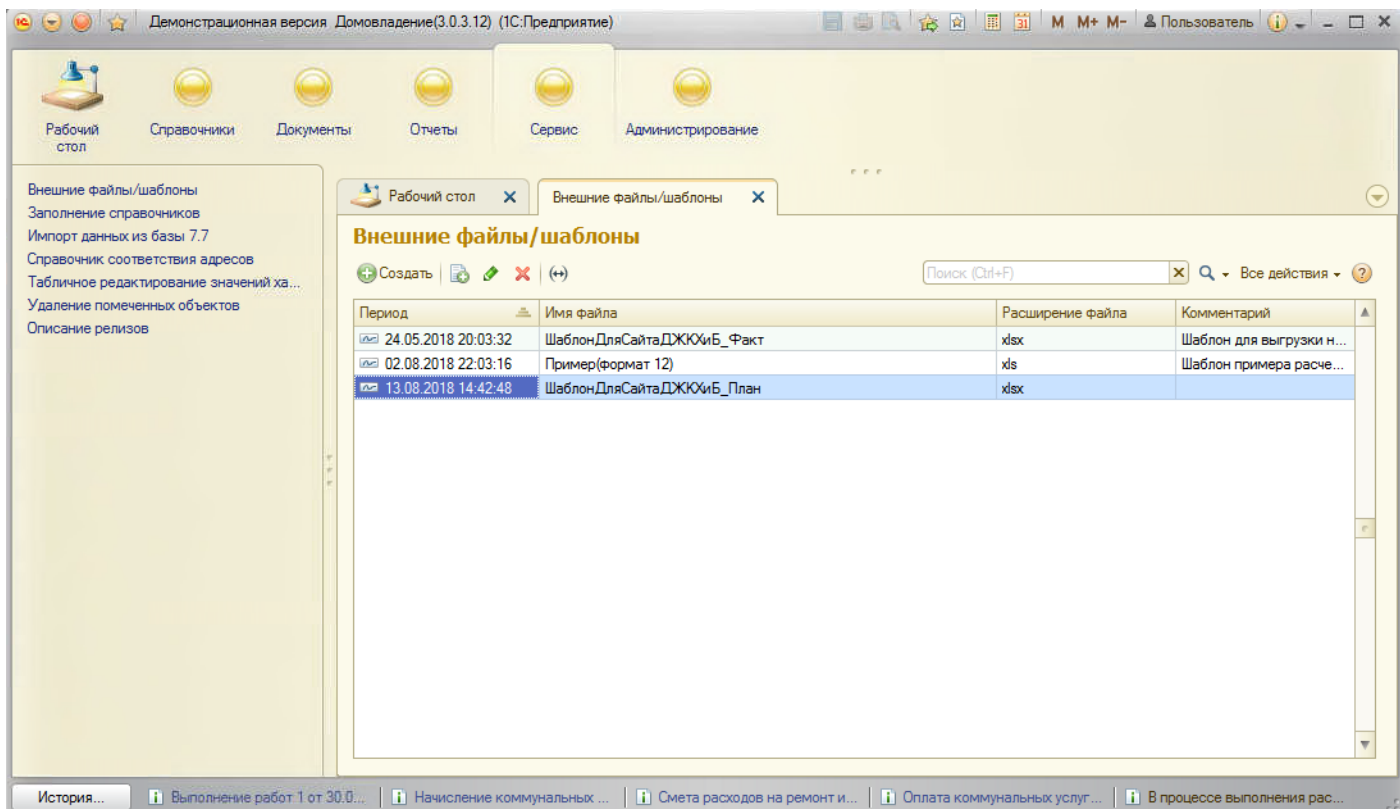 Демонстрационная версия Домовладение(3.0.3.12) (1С:Предприятие)
31 M M+ M- Пользователь
Рабочий стол
Справочники
Документы
Отчеты
Сервис
Администрирование
Внешние файлы/шаблоны
Заполнение справочников
Импорт данных из базы 7.7
Справочник соответствия адресов
Табличное редактирование значений ха...
Удаление помеченных объектов
Описание релизов
Рабочий стол
Внешние файлы/шаблоны
Внешние файлы/шаблоны
Создать
Поиск (Ctrl+F)
Все действия
Период Имя файла Расширение файла Комментарий
24.05.2018 20:03:32 ШаблонДляСайтаДЖКХиБ_Факт xlsx Шаблон для выгрузки н...
02.08.2018 22:03:16 Пример(формат 12) xls Шаблон примера расче...
13.08.2018 14:42:48 ШаблонДляСайтаДЖКХиБ_План xlsx
История... Выполнение работ 1 от 30.0... Начисление коммунальных ... Смета расходов на ремонт и... Оплата коммунальных услуг... В процессе выполнения рас...